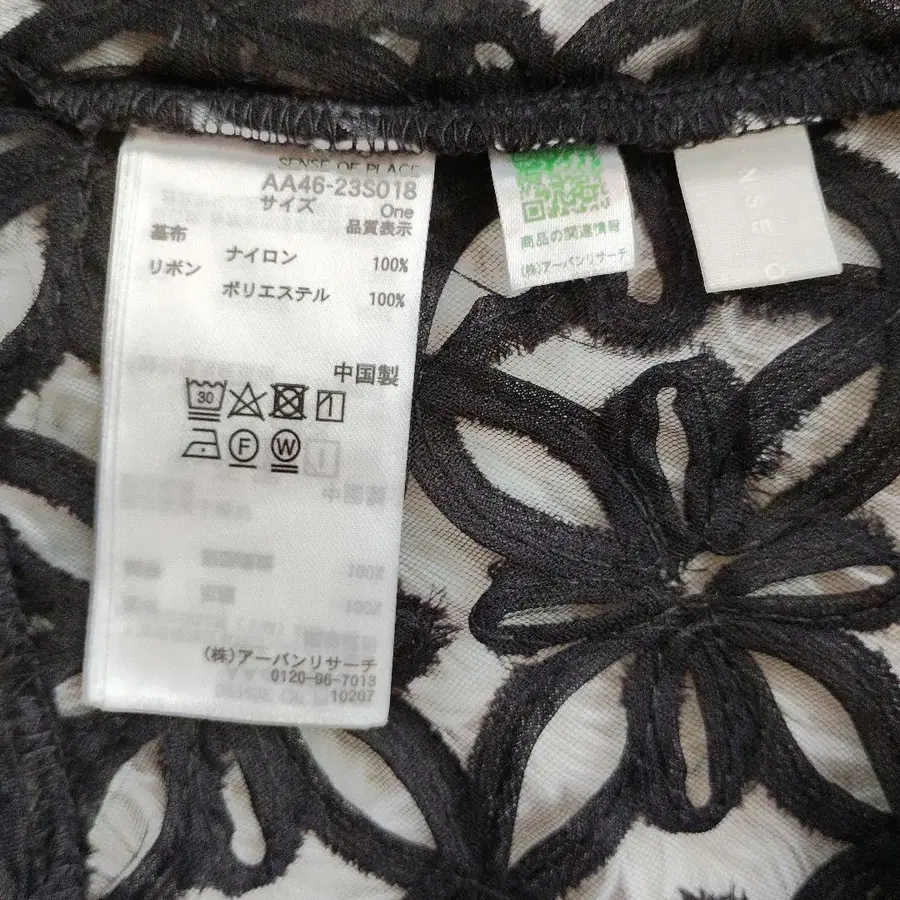 SENSE OF PLACE
AA46-23S018
サイズ One
品質表示
基布
ナイロン 100%
リボン
ポリエステル 100%
中国製
30
F W
(株)アーバンリサーチ
0120-96-7013
10207
商品の関連情報
(株)アーバンリサーチ
NSE O